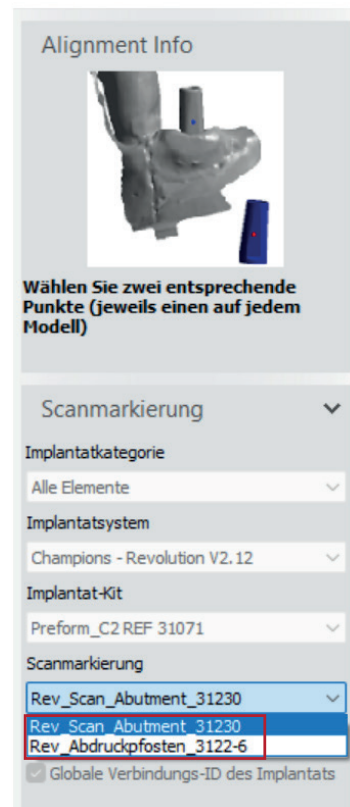 Alignment Info
Wählen Sie zwei entsprechende
Punkte (jeweils einen auf jedem
Modell)
Scanmarkierung
Implantatkategorie
Alle Elemente
Implantatsystem
Champions - Revolution V2.12
Implantat-Kit
Preform_C2 REF 31071
Scanmarkierung
Rev_Scan_Abutment_31230
Rev_Scan_Abutment_31230
Rev_Abdruckpfosten_3122-6
Globale Verbindungs-ID des Implantats